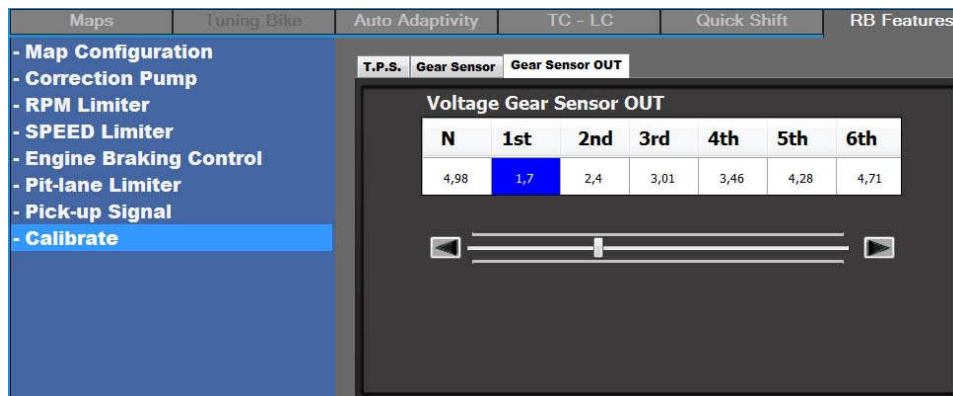 Maps Tuning Bike Auto Adaptivity TC - LC Quick Shift RB Features
- Map Configuration
- Correction Pump
- RPM Limiter
- SPEED Limiter
- Engine Braking Control
- Pit-lane Limiter
- Pick-up Signal
- Calibrate
T.P.S. Gear Sensor Gear Sensor OUT
Voltage Gear Sensor OUT
N 1st 2nd 3rd 4th 5th 6th
4,98 1,7 2,4 3,01 3,46 4,28 4,71